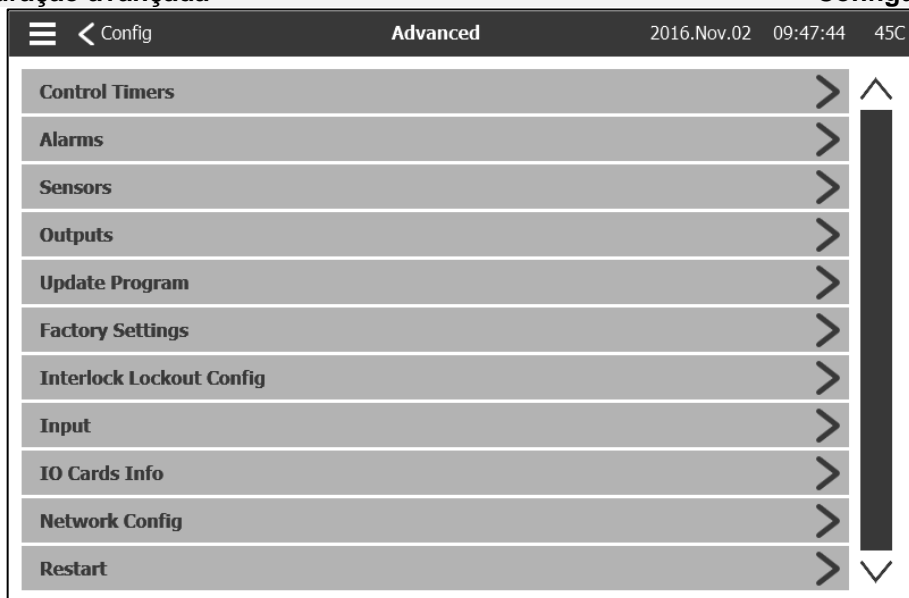 avançada
Config Advanced 2016.Nov.02 09:47:44 45C
Control Timers
Alarms
Sensors
Outputs
Update Program
Factory Settings
Interlock Lockout Config
Input
IO Cards Info
Network Config
Restart